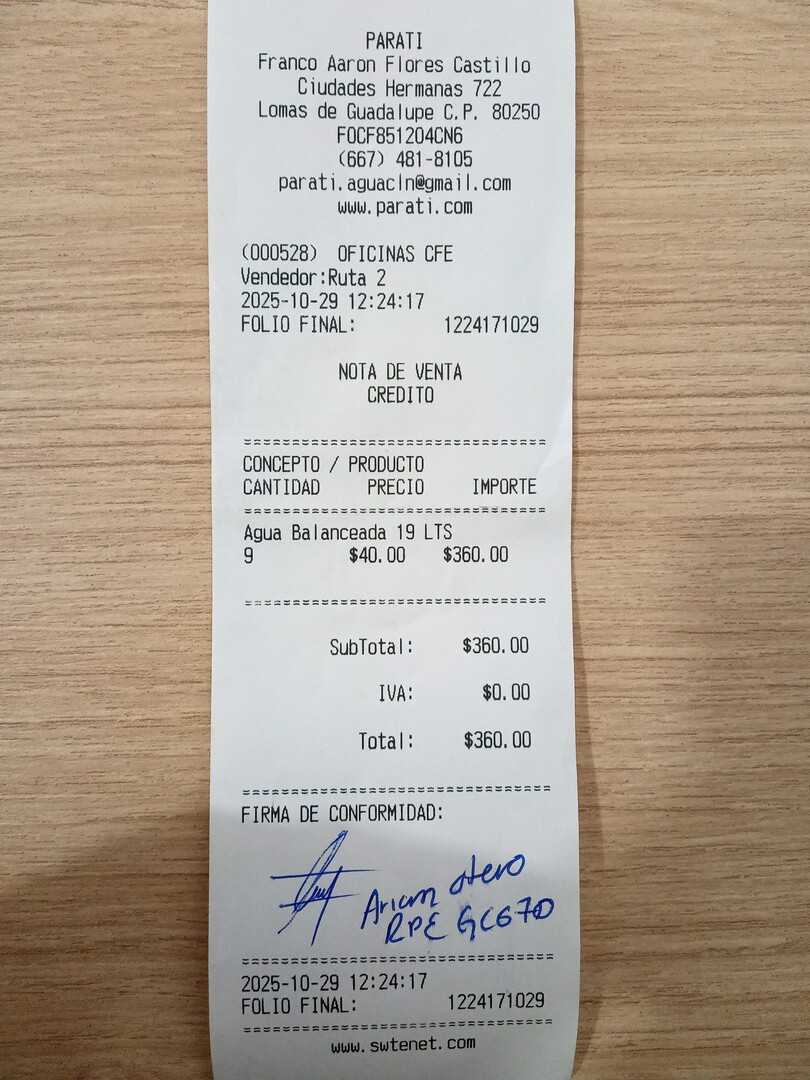 PARATI
Franco Aaron Flores Castillo
Ciudades Hermanas 722
Lomas de Guadalupe C.P. 80250
FOCF851204CN6
(667) 481-8105
parati.aguacln@gmail.com
www.parati.com
(000528) OFICINAS CFE
Vendedor:Ruta 2
2025-10-29 12:24:17
FOLIO FINAL: 1224171029
NOTA DE VENTA
CREDITO
==============================
CONCEPTO / PRODUCTO
CANTIDAD PRECIO IMPORTE
==============================
Agua Balanceada 19 LTS
9 $40.00 $360.00
==============================
SubTotal: $360.00
IVA: $0.00
Total: $360.00
==============================
FIRMA DE CONFORMIDAD:
otero
RPE
==============================
2025-10-29 12:24:17
FOLIO FINAL: 1224171029
==============================
www.swtenet.com